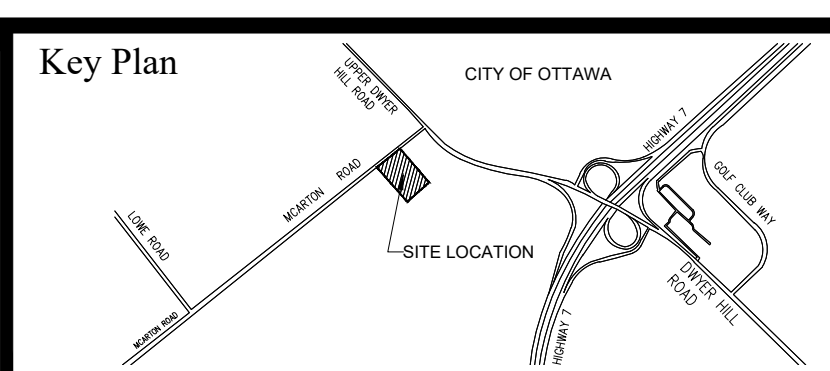 Key Plan
CITY OF OTTAWA
UPPER DWYER
HILL ROAD
HIGHWAY 7
GOLF CLUB WAY
MCARTON ROAD
LOWE ROAD
SITE LOCATION
DWYER HILL
ROAD
MCARTON ROAD
HIGHWAY 7